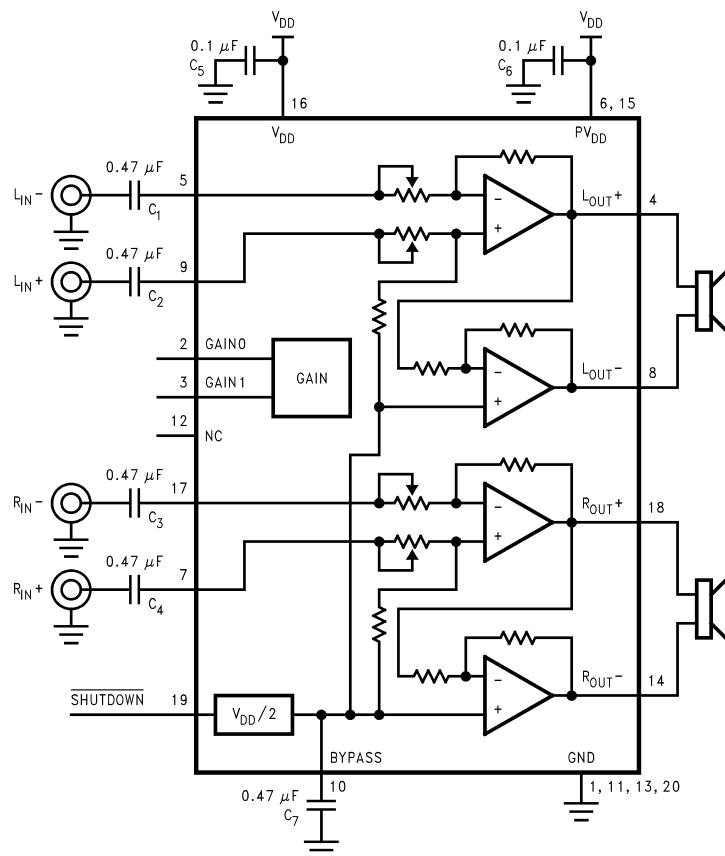 V_DD
V_DD
0.1 μF
C_5
0.1 μF
C_6
16
6, 15
V_DD
PV_DD
L_IN-
0.47 μF
C_1
5
L_OUT+
4
L_IN+
0.47 μF
C_2
9
-
+
2
GAIN0
GAIN
3
GAIN1
L_OUT-
8
-
+
12
NC
R_IN-
0.47 μF
C_3
17
R_OUT+
18
R_IN+
0.47 μF
C_4
7
-
+
SHUTDOWN
19
V_DD/2
R_OUT-
14
-
+
BYPASS
GND
10
1, 11, 13, 20
0.47 μF
C_7